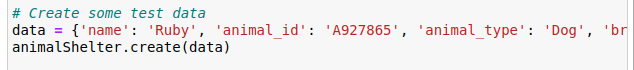 # Create some test data
data = {'name': 'Ruby', 'animal_id': 'A927865', 'animal_type': 'Dog', 'br
animalShelter.create(data)